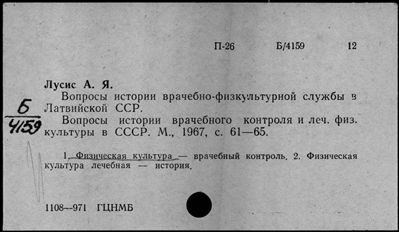 П-26 Б/4159 12
Лусис А. Я.
Вопросы истории врачебно-физкультурной службы в
Латвийской ССР.
Б
4159
Вопросы истории врачебного контроля и леч. физ.
культуры в СССР. М., 1967, с. 61—65.
1. Физическая культура — врачебный контроль. 2. Физическая
культура лечебная — история.
1108—971 ГЦНМБ